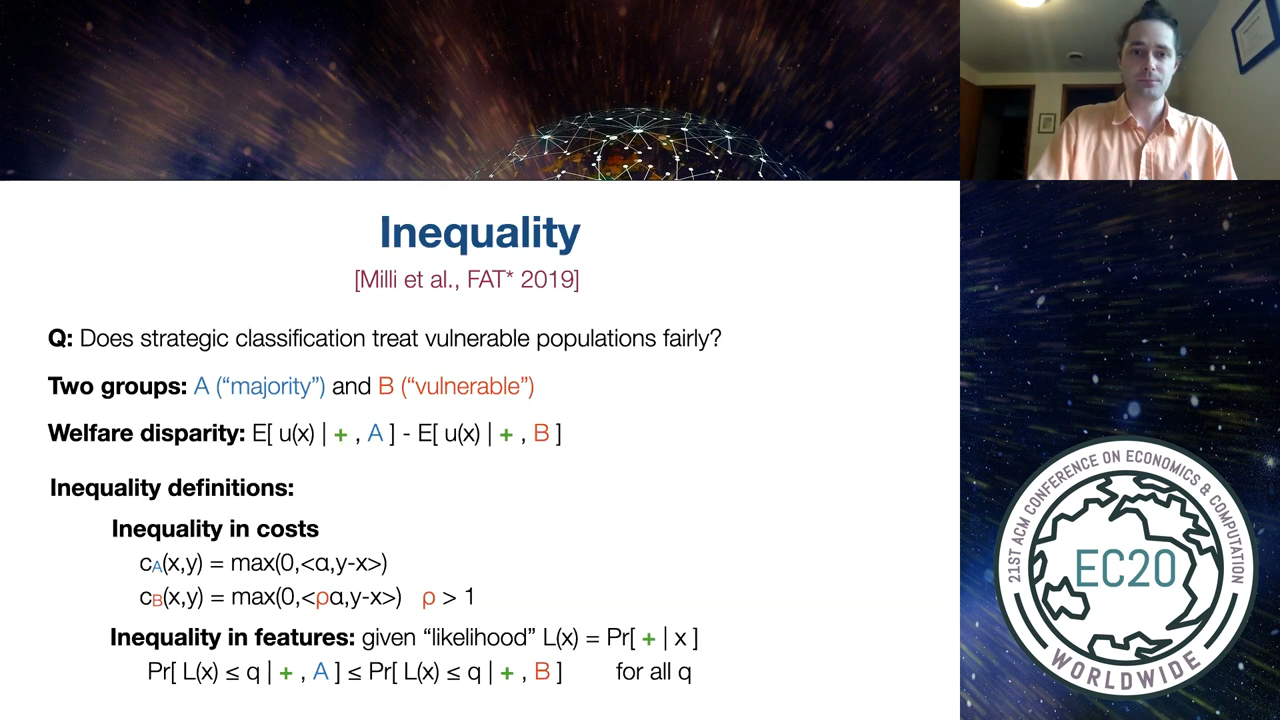 Inequality
[Milli et al., FAT* 2019]
Q: Does strategic classification treat vulnerable populations fairly?
Two groups: A (“majority”) and B (“vulnerable”)
Welfare disparity: E[ u(x) | + , A ] - E[ u(x) | + , B ]
Inequality definitions:
Inequality in costs
cA(x,y) = max(0,<α,y-x>)
cB(x,y) = max(0,<ρα,y-x>) ρ > 1
Inequality in features: given “likelihood” L(x) = Pr[ + | x ]
Pr[ L(x) ≤ q | + , A ] ≤ Pr[ L(x) ≤ q | + , B ] for all q
21ST ACM CONFERENCE ON ECONOMICS & COMPUTATION
EC20
WORLDWIDE